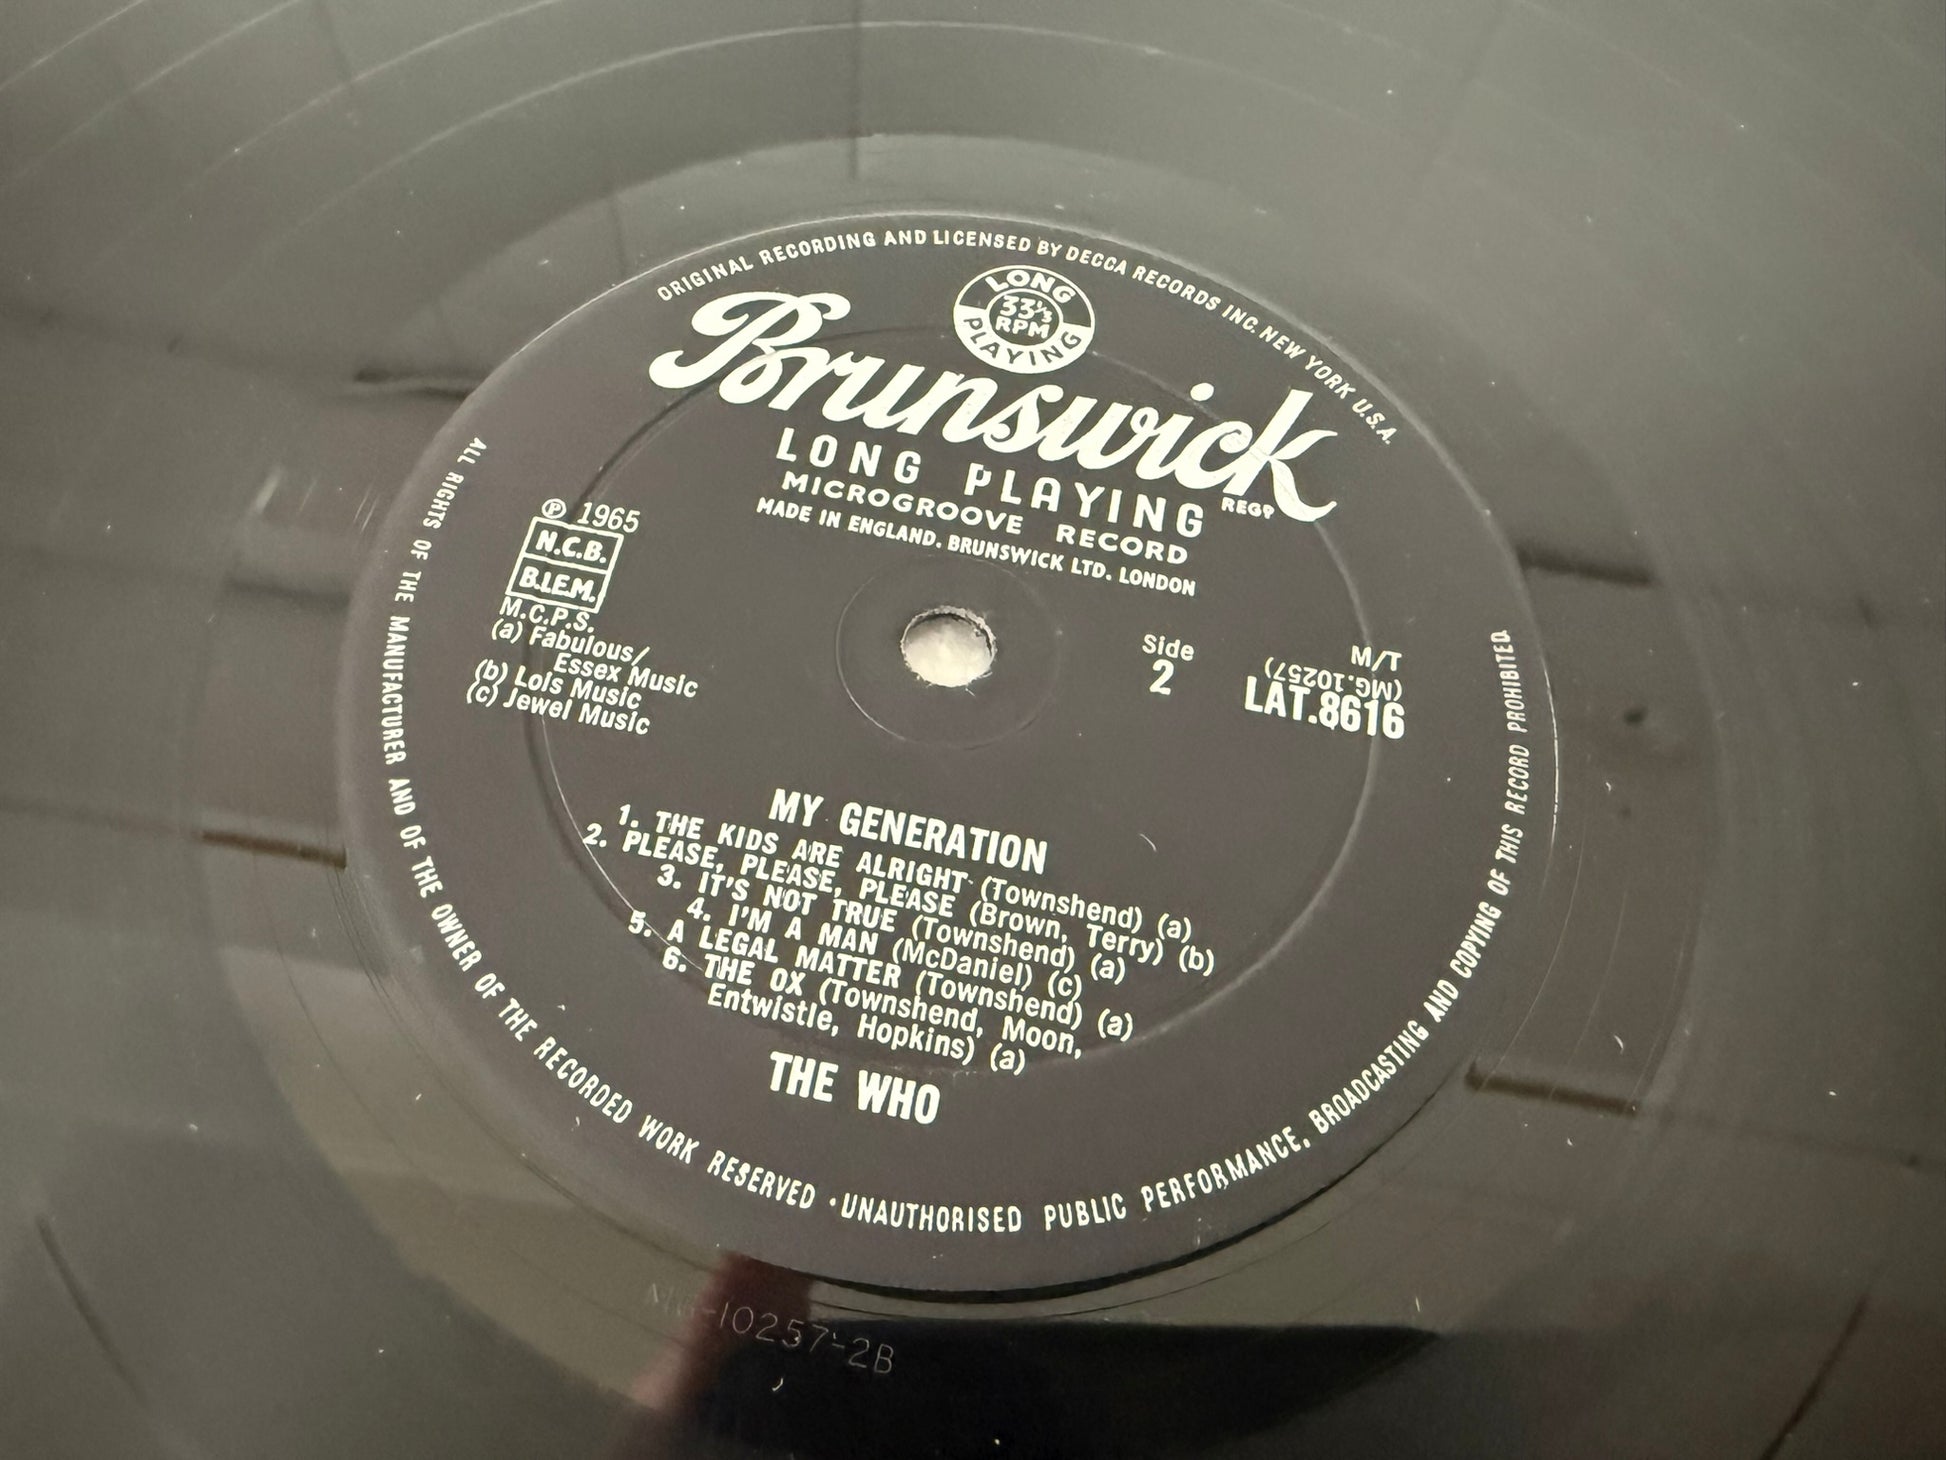 ORIGINAL RECORDING AND LICENSED BY DECCA RECORDS INC. NEW YORK U.S.A.
LONG
33⅓
RPM
PLAYING
Brunswick
REGD
LONG PLAYING
MICROGROOVE RECORD
MADE IN ENGLAND. BRUNSWICK LTD. LONDON
℗ 1965
N.C.B.
B.I.E.M.
M.C.P.S.
(a) Fabulous/
Essex Music
(b) Lois Music
(c) Jewel Music
Side
2
M/T
(MG.10257)
LAT.8616
MY GENERATION
1. THE KIDS ARE ALRIGHT (Townshend) (a)
2. PLEASE, PLEASE, PLEASE (Brown, Terry) (b)
3. IT'S NOT TRUE (Townshend) (a)
4. I'M A MAN (McDaniel) (c)
5. A LEGAL MATTER (Townshend) (a)
6. THE OX (Townshend, Moon,
Entwistle, Hopkins) (a)
THE WHO
ALL RIGHTS OF THE MANUFACTURER AND OF THE OWNER OF THE RECORDED WORK RESERVED · UNAUTHORISED PUBLIC PERFORMANCE, BROADCASTING AND COPYING OF THIS RECORD PROHIBITED
MG-10257-2B